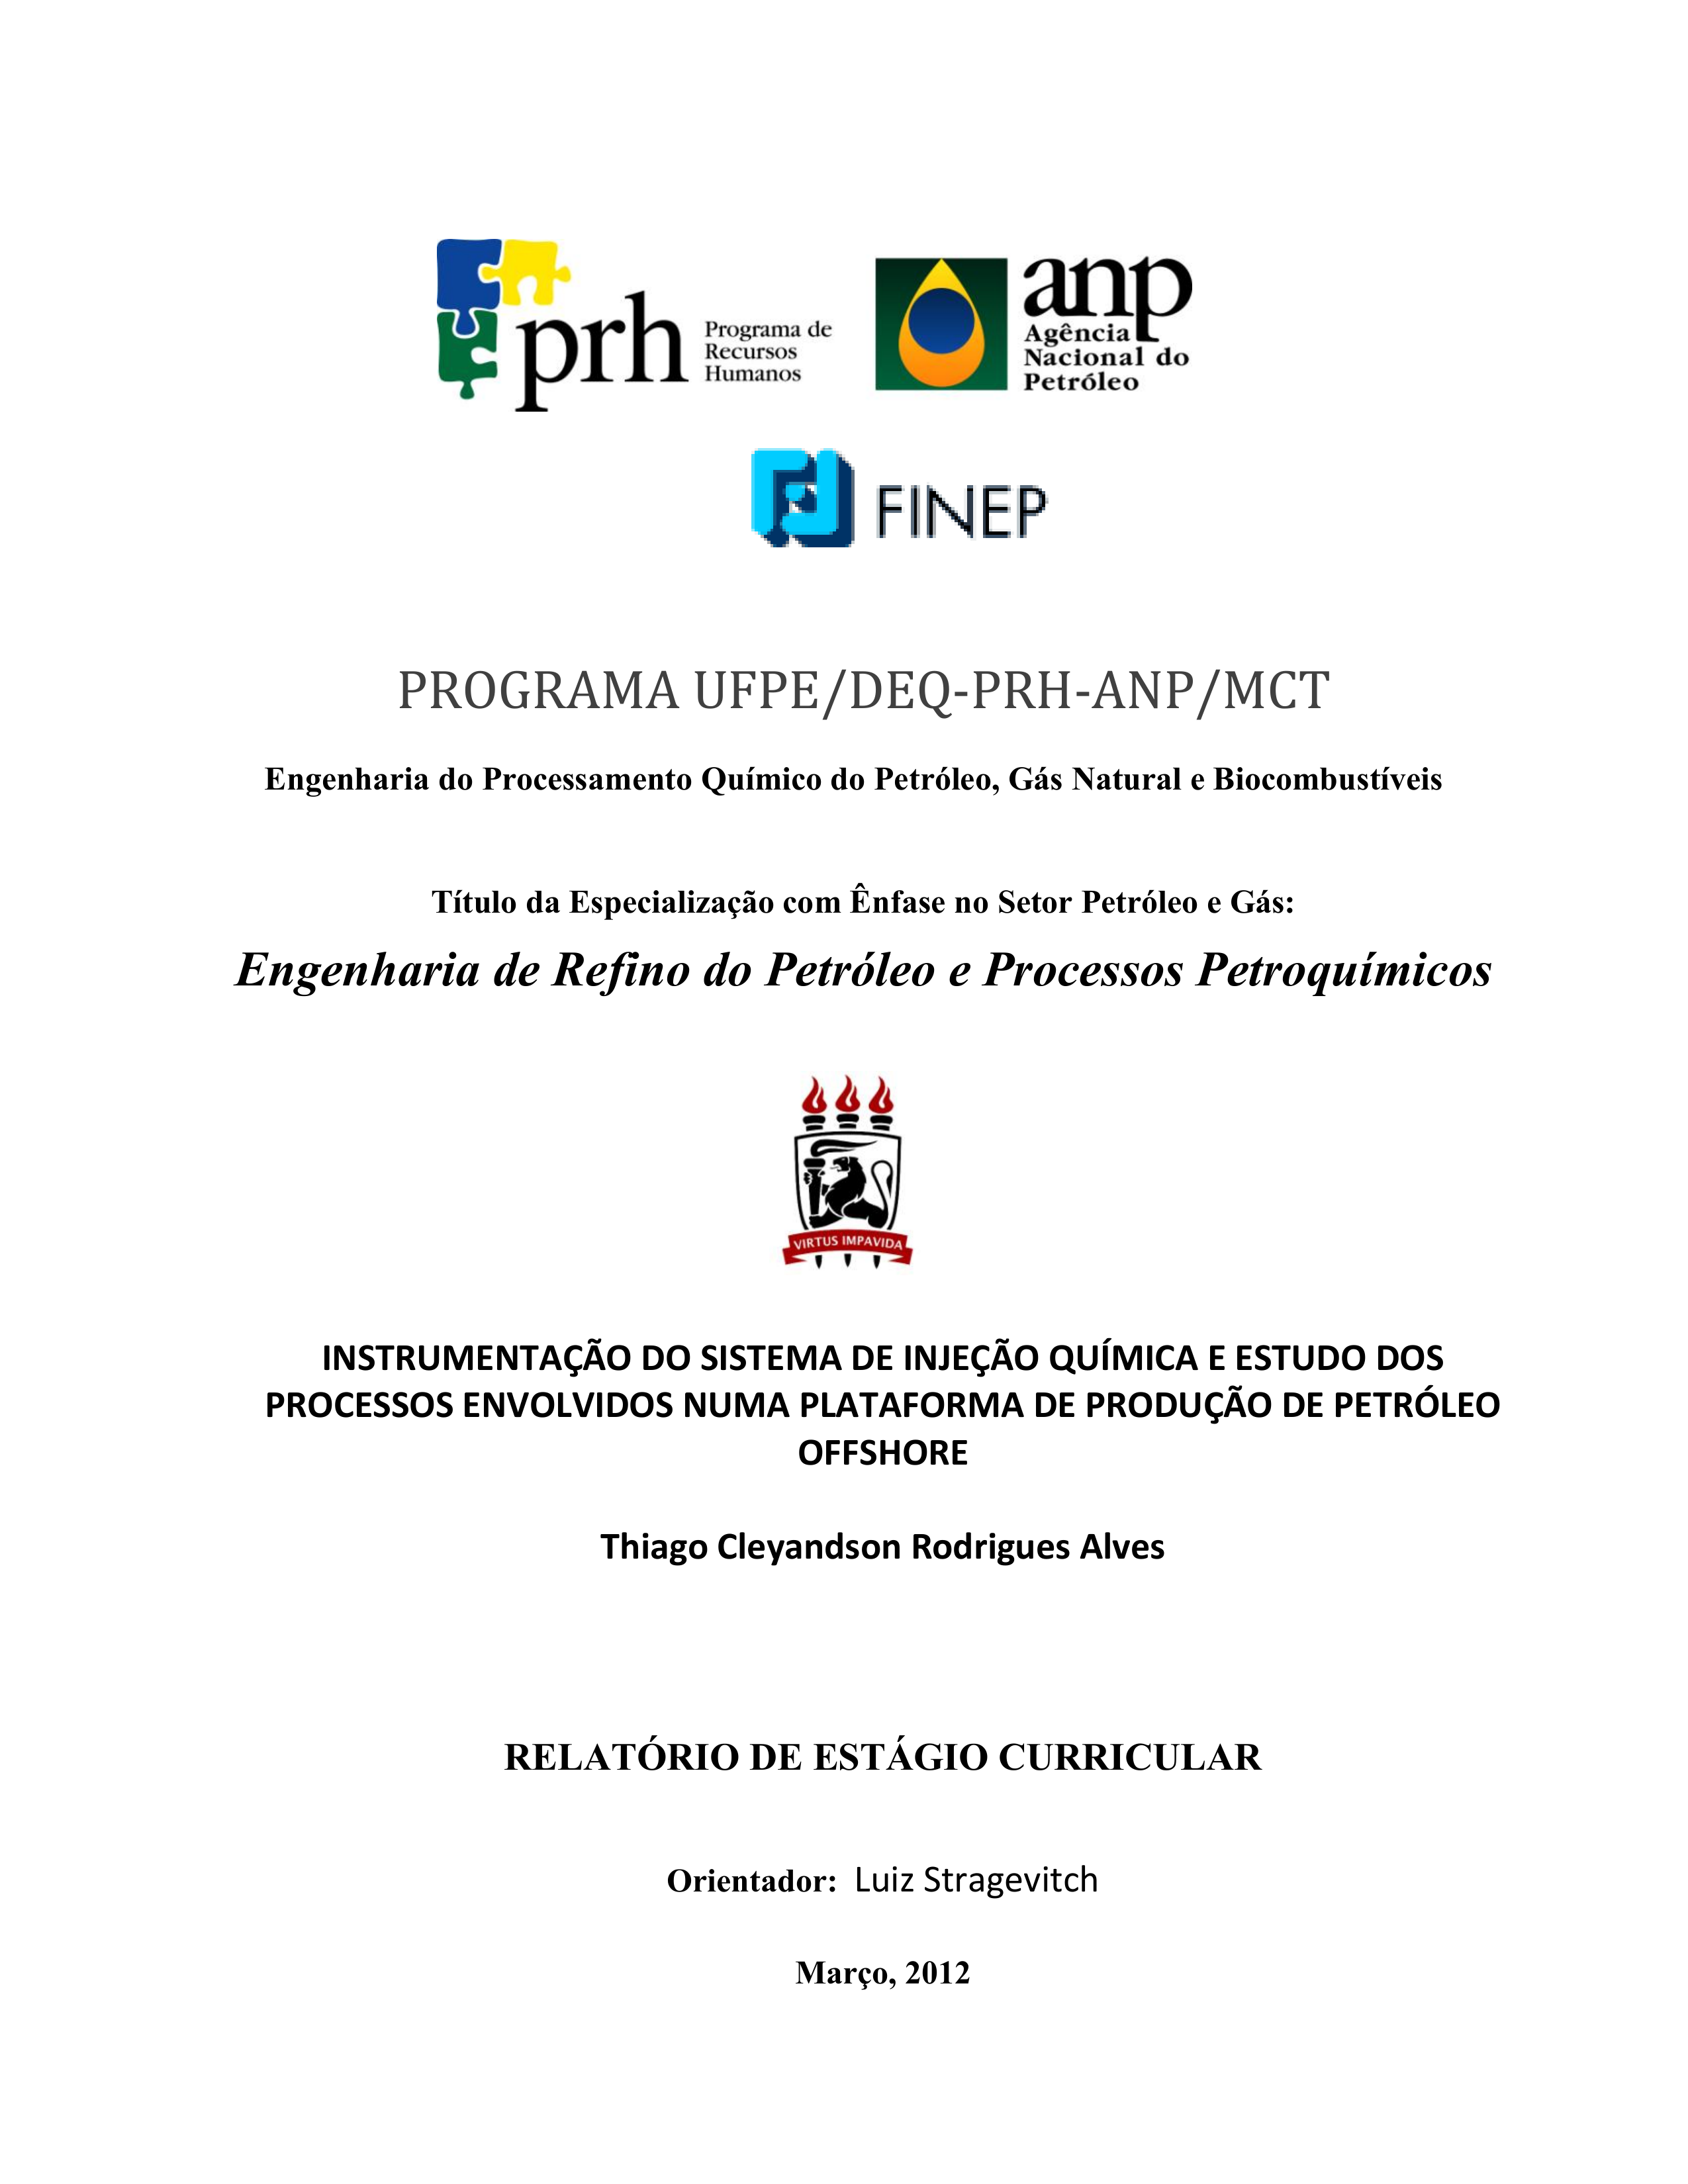 prh
Programa de
Recursos
Humanos
anp
Agência
Nacional do
Petróleo
FINEP
PROGRAMA UFPE/DEQ-PRH-ANP/MCT
Engenharia do Processamento Químico do Petróleo, Gás Natural e Biocombustíveis
Título da Especialização com Ênfase no Setor Petróleo e Gás:
Engenharia de Refino do Petróleo e Processos Petroquímicos
VIRTUS IMPAVIDA
INSTRUMENTAÇÃO DO SISTEMA DE INJEÇÃO QUÍMICA E ESTUDO DOS
PROCESSOS ENVOLVIDOS NUMA PLATAFORMA DE PRODUÇÃO DE PETRÓLEO
OFFSHORE
Thiago Cleyandson Rodrigues Alves
RELATÓRIO DE ESTÁGIO CURRICULAR
Orientador: Luiz Stragevitch
Março, 2012